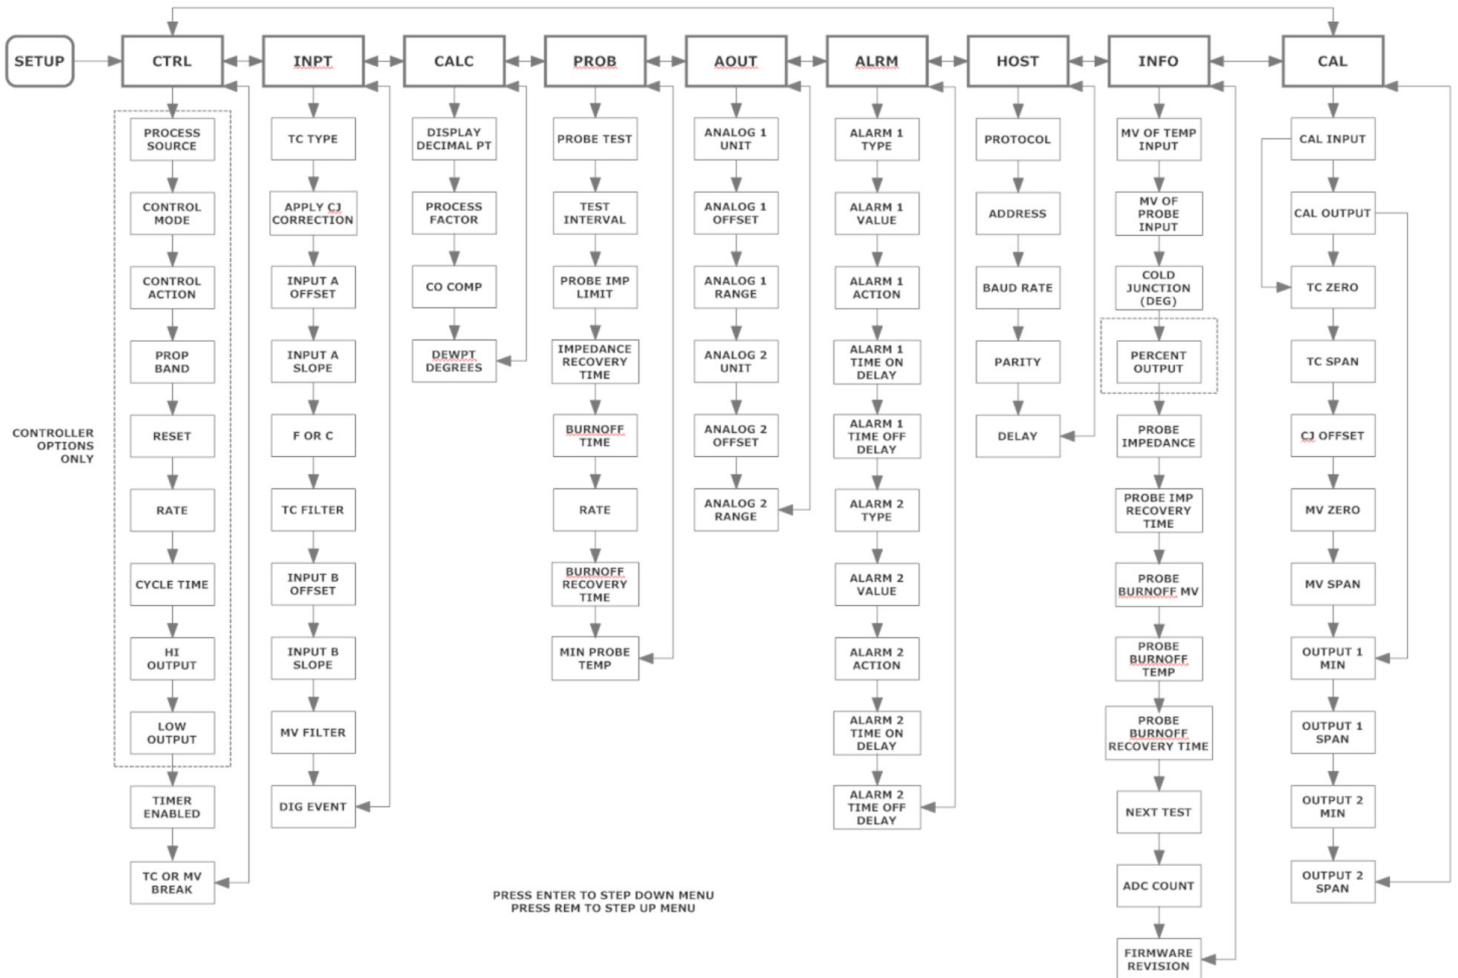 SETUP
CTRL
INPT
CALC
PROB
AOUT
ALRM
HOST
INFO
CAL
PROCESS
SOURCE
CONTROL
MODE
CONTROL
ACTION
PROP
BAND
RESET
RATE
CYCLE TIME
HI
OUTPUT
LOW
OUTPUT
TIMER
ENABLED
TC OR MV
BREAK
CONTROLLER
OPTIONS
ONLY
TC TYPE
APPLY CJ
CORRECTION
INPUT A
OFFSET
INPUT A
SLOPE
F OR C
TC FILTER
INPUT B
OFFSET
INPUT B
SLOPE
MV FILTER
DIG EVENT
DISPLAY
DECIMAL PT
PROCESS
FACTOR
CO COMP
DEWPT
DEGREES
PROBE TEST
TEST
INTERVAL
PROBE IMP
LIMIT
IMPEDANCE
RECOVERY
TIME
BURNOFF
TIME
RATE
BURNOFF
RECOVERY
TIME
MIN PROBE
TEMP
ANALOG 1
UNIT
ANALOG 1
OFFSET
ANALOG 1
RANGE
ANALOG 2
UNIT
ANALOG 2
OFFSET
ANALOG 2
RANGE
ALARM 1
TYPE
ALARM 1
VALUE
ALARM 1
ACTION
ALARM 1
TIME ON
DELAY
ALARM 1
TIME OFF
DELAY
ALARM 2
TYPE
ALARM 2
VALUE
ALARM 2
ACTION
ALARM 2
TIME ON
DELAY
ALARM 2
TIME OFF
DELAY
PROTOCOL
ADDRESS
BAUD RATE
PARITY
DELAY
MV OF TEMP
INPUT
MV OF
PROBE
INPUT
COLD
JUNCTION
(DEG)
PERCENT
OUTPUT
PROBE
IMPEDANCE
PROBE IMP
RECOVERY
TIME
PROBE
BURNOFF MV
PROBE
BURNOFF
TEMP
PROBE
BURNOFF
RECOVERY TIME
NEXT TEST
ADC COUNT
FIRMWARE
REVISION
CAL INPUT
CAL OUTPUT
TC ZERO
TC SPAN
CJ OFFSET
MV ZERO
MV SPAN
OUTPUT 1
MIN
OUTPUT 1
SPAN
OUTPUT 2
MIN
OUTPUT 2
SPAN
PRESS ENTER TO STEP DOWN MENU
PRESS REM TO STEP UP MENU